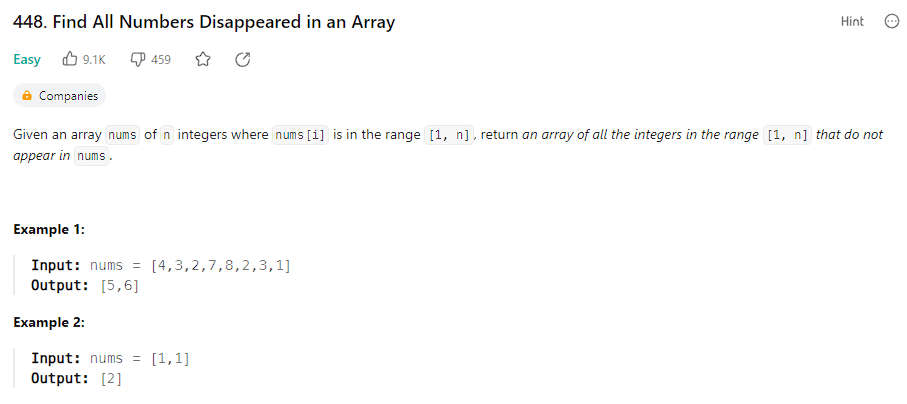 448. Find All Numbers Disappeared in an Array Hint
Easy 9.1K 459
Companies
Given an array nums of n integers where nums[i] is in the range [1, n], return an array of all the integers in the range [1, n] that do not
appear in nums.
Example 1:
Input: nums = [4,3,2,7,8,2,3,1]
Output: [5,6]
Example 2:
Input: nums = [1,1]
Output: [2]